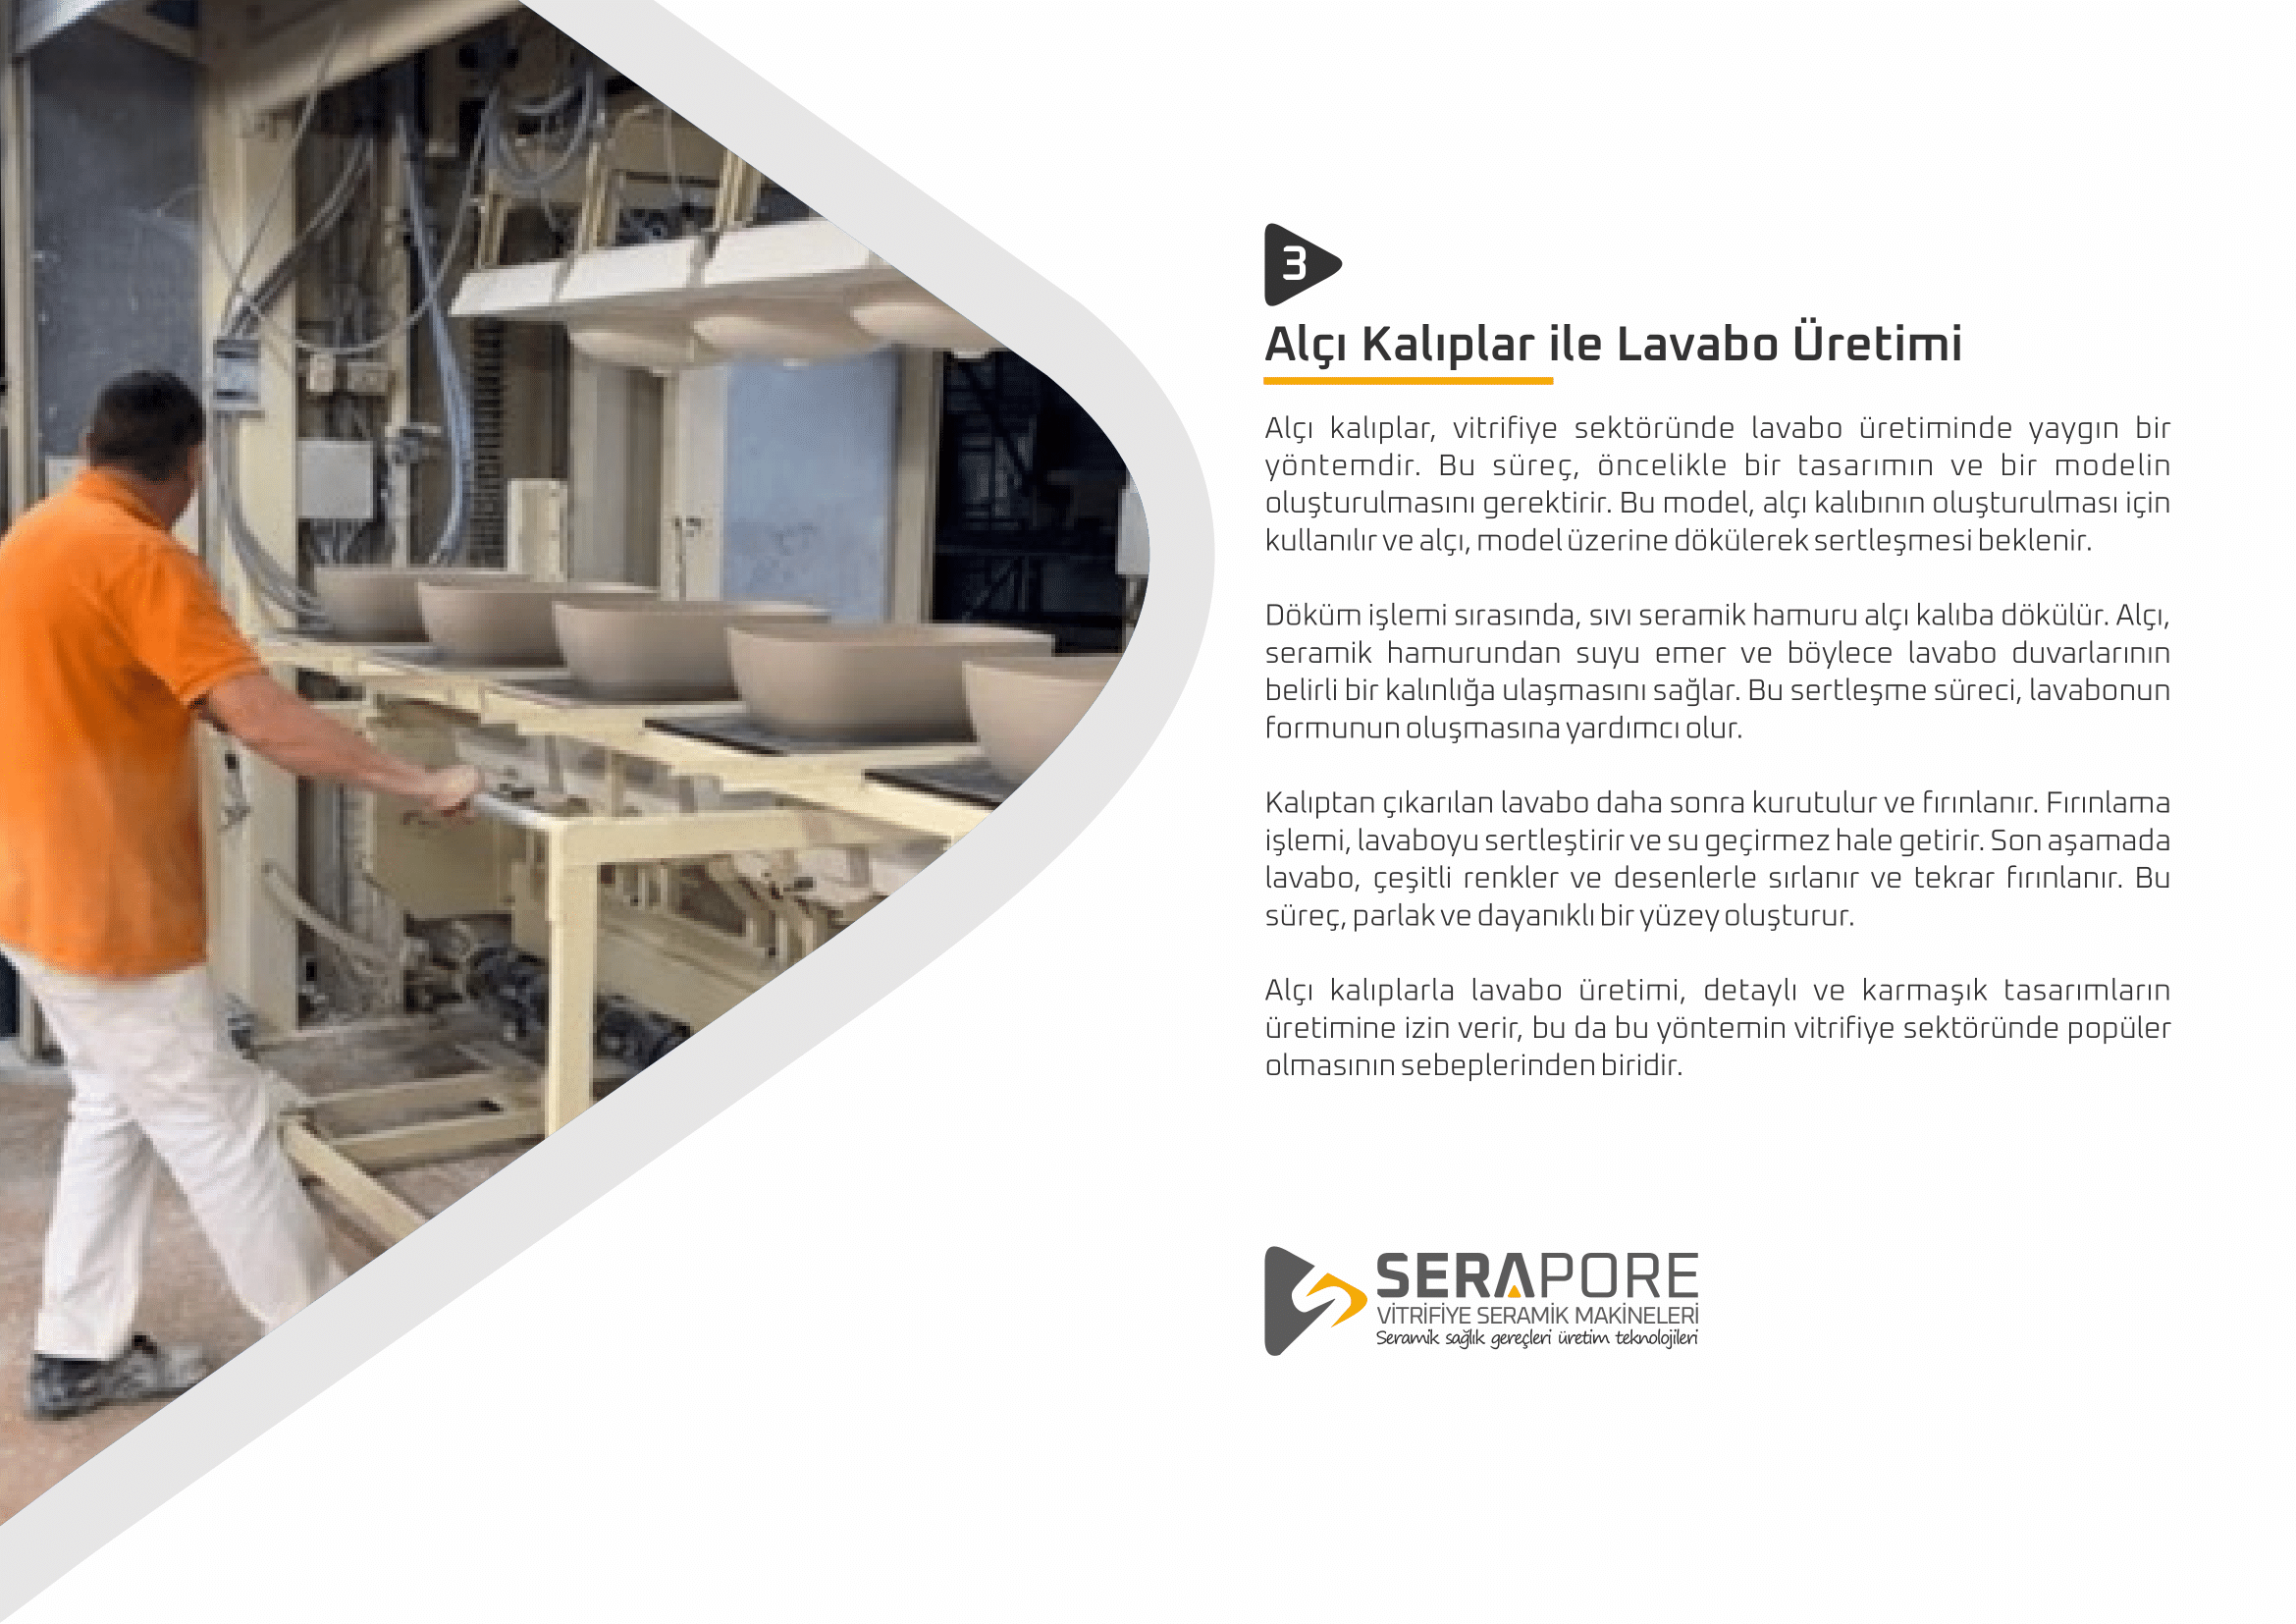 3
Alçı Kalıplar ile Lavabo Üretimi
Alçı kalıplar, vitrifiye sektöründe lavabo üretiminde yaygın bir
yöntemdir. Bu süreç, öncelikle bir tasarımın ve bir modelin
oluşturulmasını gerektirir. Bu model, alçı kalıbının oluşturulması için
kullanılır ve alçı, model üzerine dökülerek sertleşmesi beklenir.
Döküm işlemi sırasında, sıvı seramik hamuru alçı kalıba dökülür. Alçı,
seramik hamurundan suyu emer ve böylece lavabo duvarlarının
belirli bir kalınlığa ulaşmasını sağlar. Bu sertleşme süreci, lavabonun
formunun oluşmasına yardımcı olur.
Kalıptan çıkarılan lavabo daha sonra kurutulur ve fırınlanır. Fırınlama
işlemi, lavaboyu sertleştirir ve su geçirmez hale getirir. Son aşamada
lavabo, çeşitli renkler ve desenlerle sırlanır ve tekrar fırınlanır. Bu
süreç, parlak ve dayanıklı bir yüzey oluşturur.
Alçı kalıplarla lavabo üretimi, detaylı ve karmaşık tasarımların
üretimine izin verir, bu da bu yöntemin vitrifiye sektöründe popüler
olmasının sebeplerinden biridir.
SERAPORE
VİTRİFİYE SERAMİK MAKİNELERİ
Seramik sağlık gereçleri üretim teknolojileri